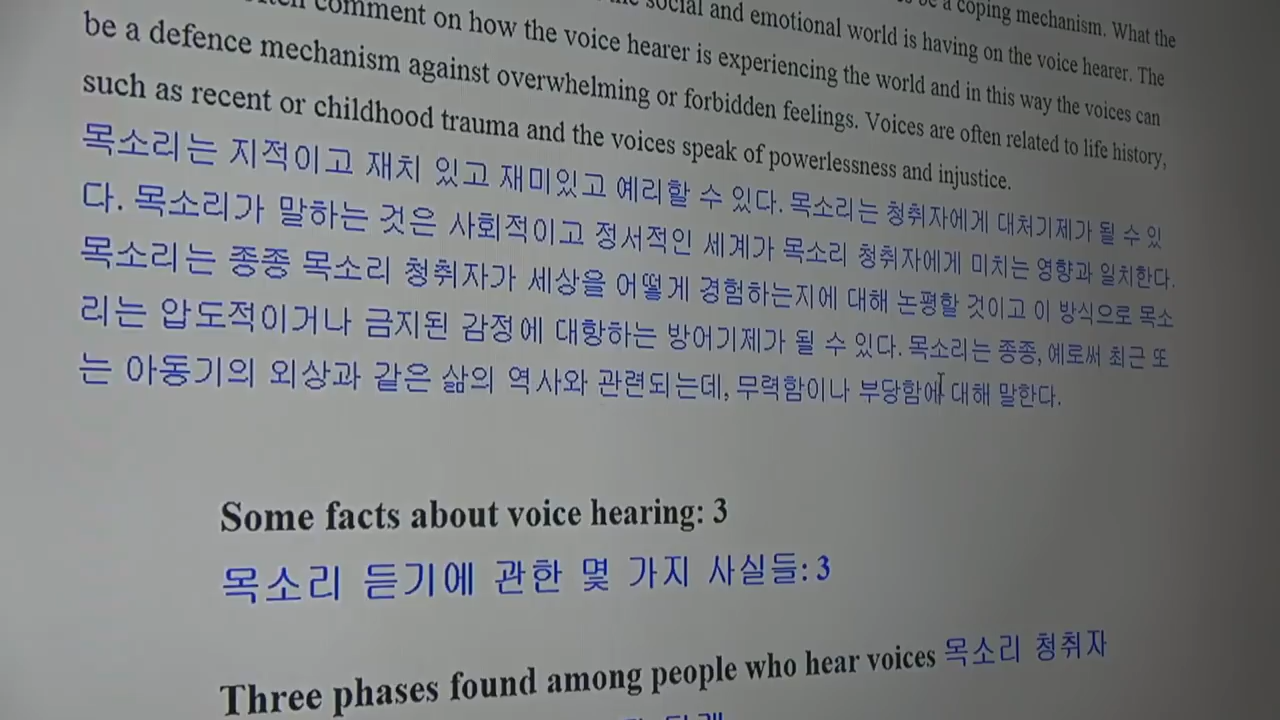 be a coping mechanism. What the
comment on how the social and emotional world is having on the voice hearer. The
be a defence mechanism against overwhelming or forbidden feelings. Voices are often related to life history,
such as recent or childhood trauma and the voices speak of powerlessness and injustice.
목소리는 지적이고 재치 있고 재미있고 예리할 수 있다. 목소리는 청취자에게 대처기제가 될 수 있
다. 목소리가 말하는 것은 사회적이고 정서적인 세계가 목소리 청취자에게 미치는 영향과 일치한다.
목소리는 종종 목소리 청취자가 세상을 어떻게 경험하는지에 대해 논평할 것이고 이 방식으로 목소
리는 압도적이거나 금지된 감정에 대항하는 방어기제가 될 수 있다. 목소리는 종종, 예로써 최근 또
는 아동기의 외상과 같은 삶의 역사와 관련되는데, 무력함이나 부당함에 대해 말한다.
Some facts about voice hearing: 3
목소리 듣기에 관한 몇 가지 사실들: 3
Three phases found among people who hear voices 목소리 청취자